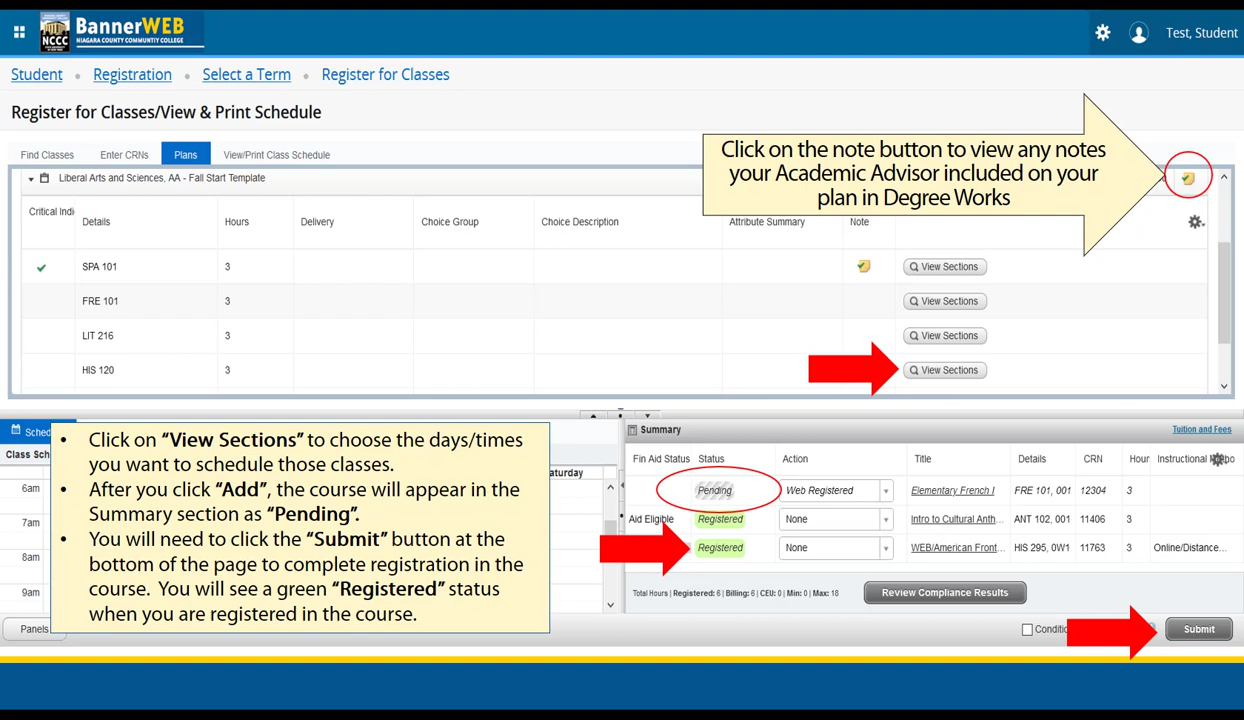 BannerWEB
NCCC
NIAGARA COUNTY COMMUNTIY COLLEGE
Test, Student
Student • Registration • Select a Term • Register for Classes
Register for Classes/View & Print Schedule
Find Classes Enter CRNs Plans View/Print Class Schedule
Click on the note button to view any notes
your Academic Advisor included on your
plan in Degree Works
Liberal Arts and Sciences, AA - Fall Start Template
Critical Indi Details Hours Delivery Choice Group Choice Description Attribute Summary Note
SPA 101 3 View Sections
FRE 101 3 View Sections
LIT 216 3 View Sections
HIS 120 3 View Sections
Sched
Class Sch
aturday
6am
7am
8am
9am
• Click on "View Sections" to choose the days/times
you want to schedule those classes.
• After you click "Add", the course will appear in the
Summary section as "Pending".
• You will need to click the "Submit" button at the
bottom of the page to complete registration in the
course. You will see a green "Registered" status
when you are registered in the course.
Summary Tuition and Fees
Fin Aid Status Status Action Title Details CRN Hour Instructional
Pending Web Registered Elementary French I FRE 101, 001 12304 3
Aid Eligible Registered None Intro to Cultural Anth... ANT 102, 001 11406 3
Registered None WEB/American Front... HIS 295, 0W1 11763 3 Online/Distance...
Total Hours | Registered: 6 | Billing: 6 | CEU: 0 | Min: 0 | Max: 18
Review Compliance Results
Panels
Conditio
Submit